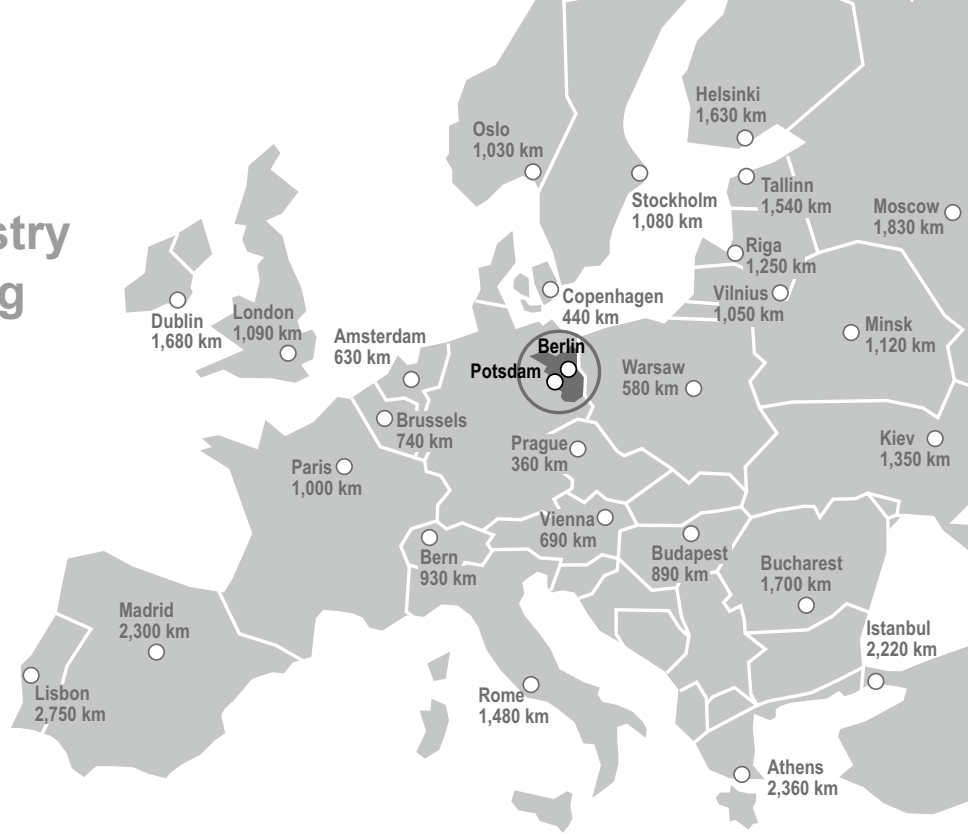 stry
g
Helsinki
1,630 km
Oslo
1,030 km
Stockholm
1,080 km
Tallinn
1,540 km
Moscow
1,830 km
Riga
1,250 km
Vilnius
1,050 km
Copenhagen
440 km
Dublin
1,680 km
London
1,090 km
Amsterdam
630 km
Berlin
Potsdam
Minsk
1,120 km
Warsaw
580 km
Brussels
740 km
Prague
360 km
Kiev
1,350 km
Paris
1,000 km
Vienna
690 km
Bern
930 km
Budapest
890 km
Bucharest
1,700 km
Madrid
2,300 km
Istanbul
2,220 km
Lisbon
2,750 km
Rome
1,480 km
Athens
2,360 km